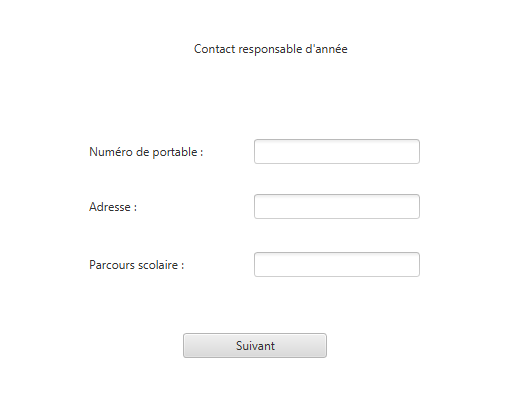 Contact responsable d'année
Numéro de portable :
Adresse :
Parcours scolaire :
Suivant